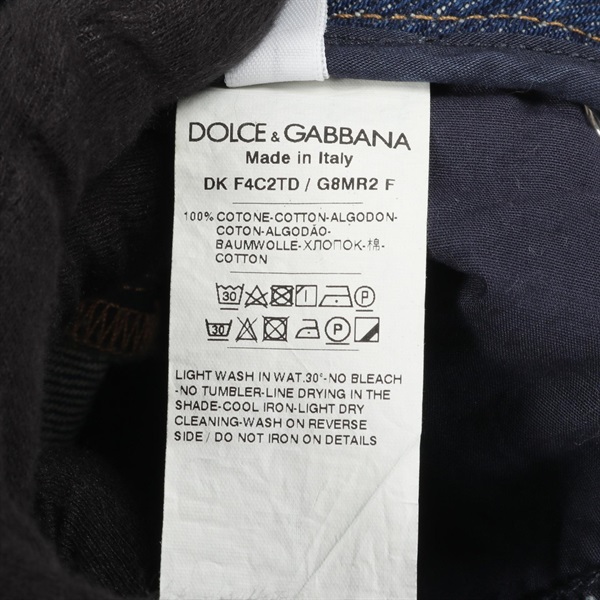 DOLCE & GABBANA
Made in Italy
DK F4C2TD / G8MR2 F
100% COTONE-COTTON-ALGODON-
COTON-ALGODÃO-
BAUMWOLLE-ХЛОПОК-棉-
COTTON
30 P
30 P
LIGHT WASH IN WAT.30°-NO BLEACH
-NO TUMBLER-LINE DRYING IN THE
SHADE-COOL IRON-LIGHT DRY
CLEANING-WASH ON REVERSE
SIDE / DO NOT IRON ON DETAILS